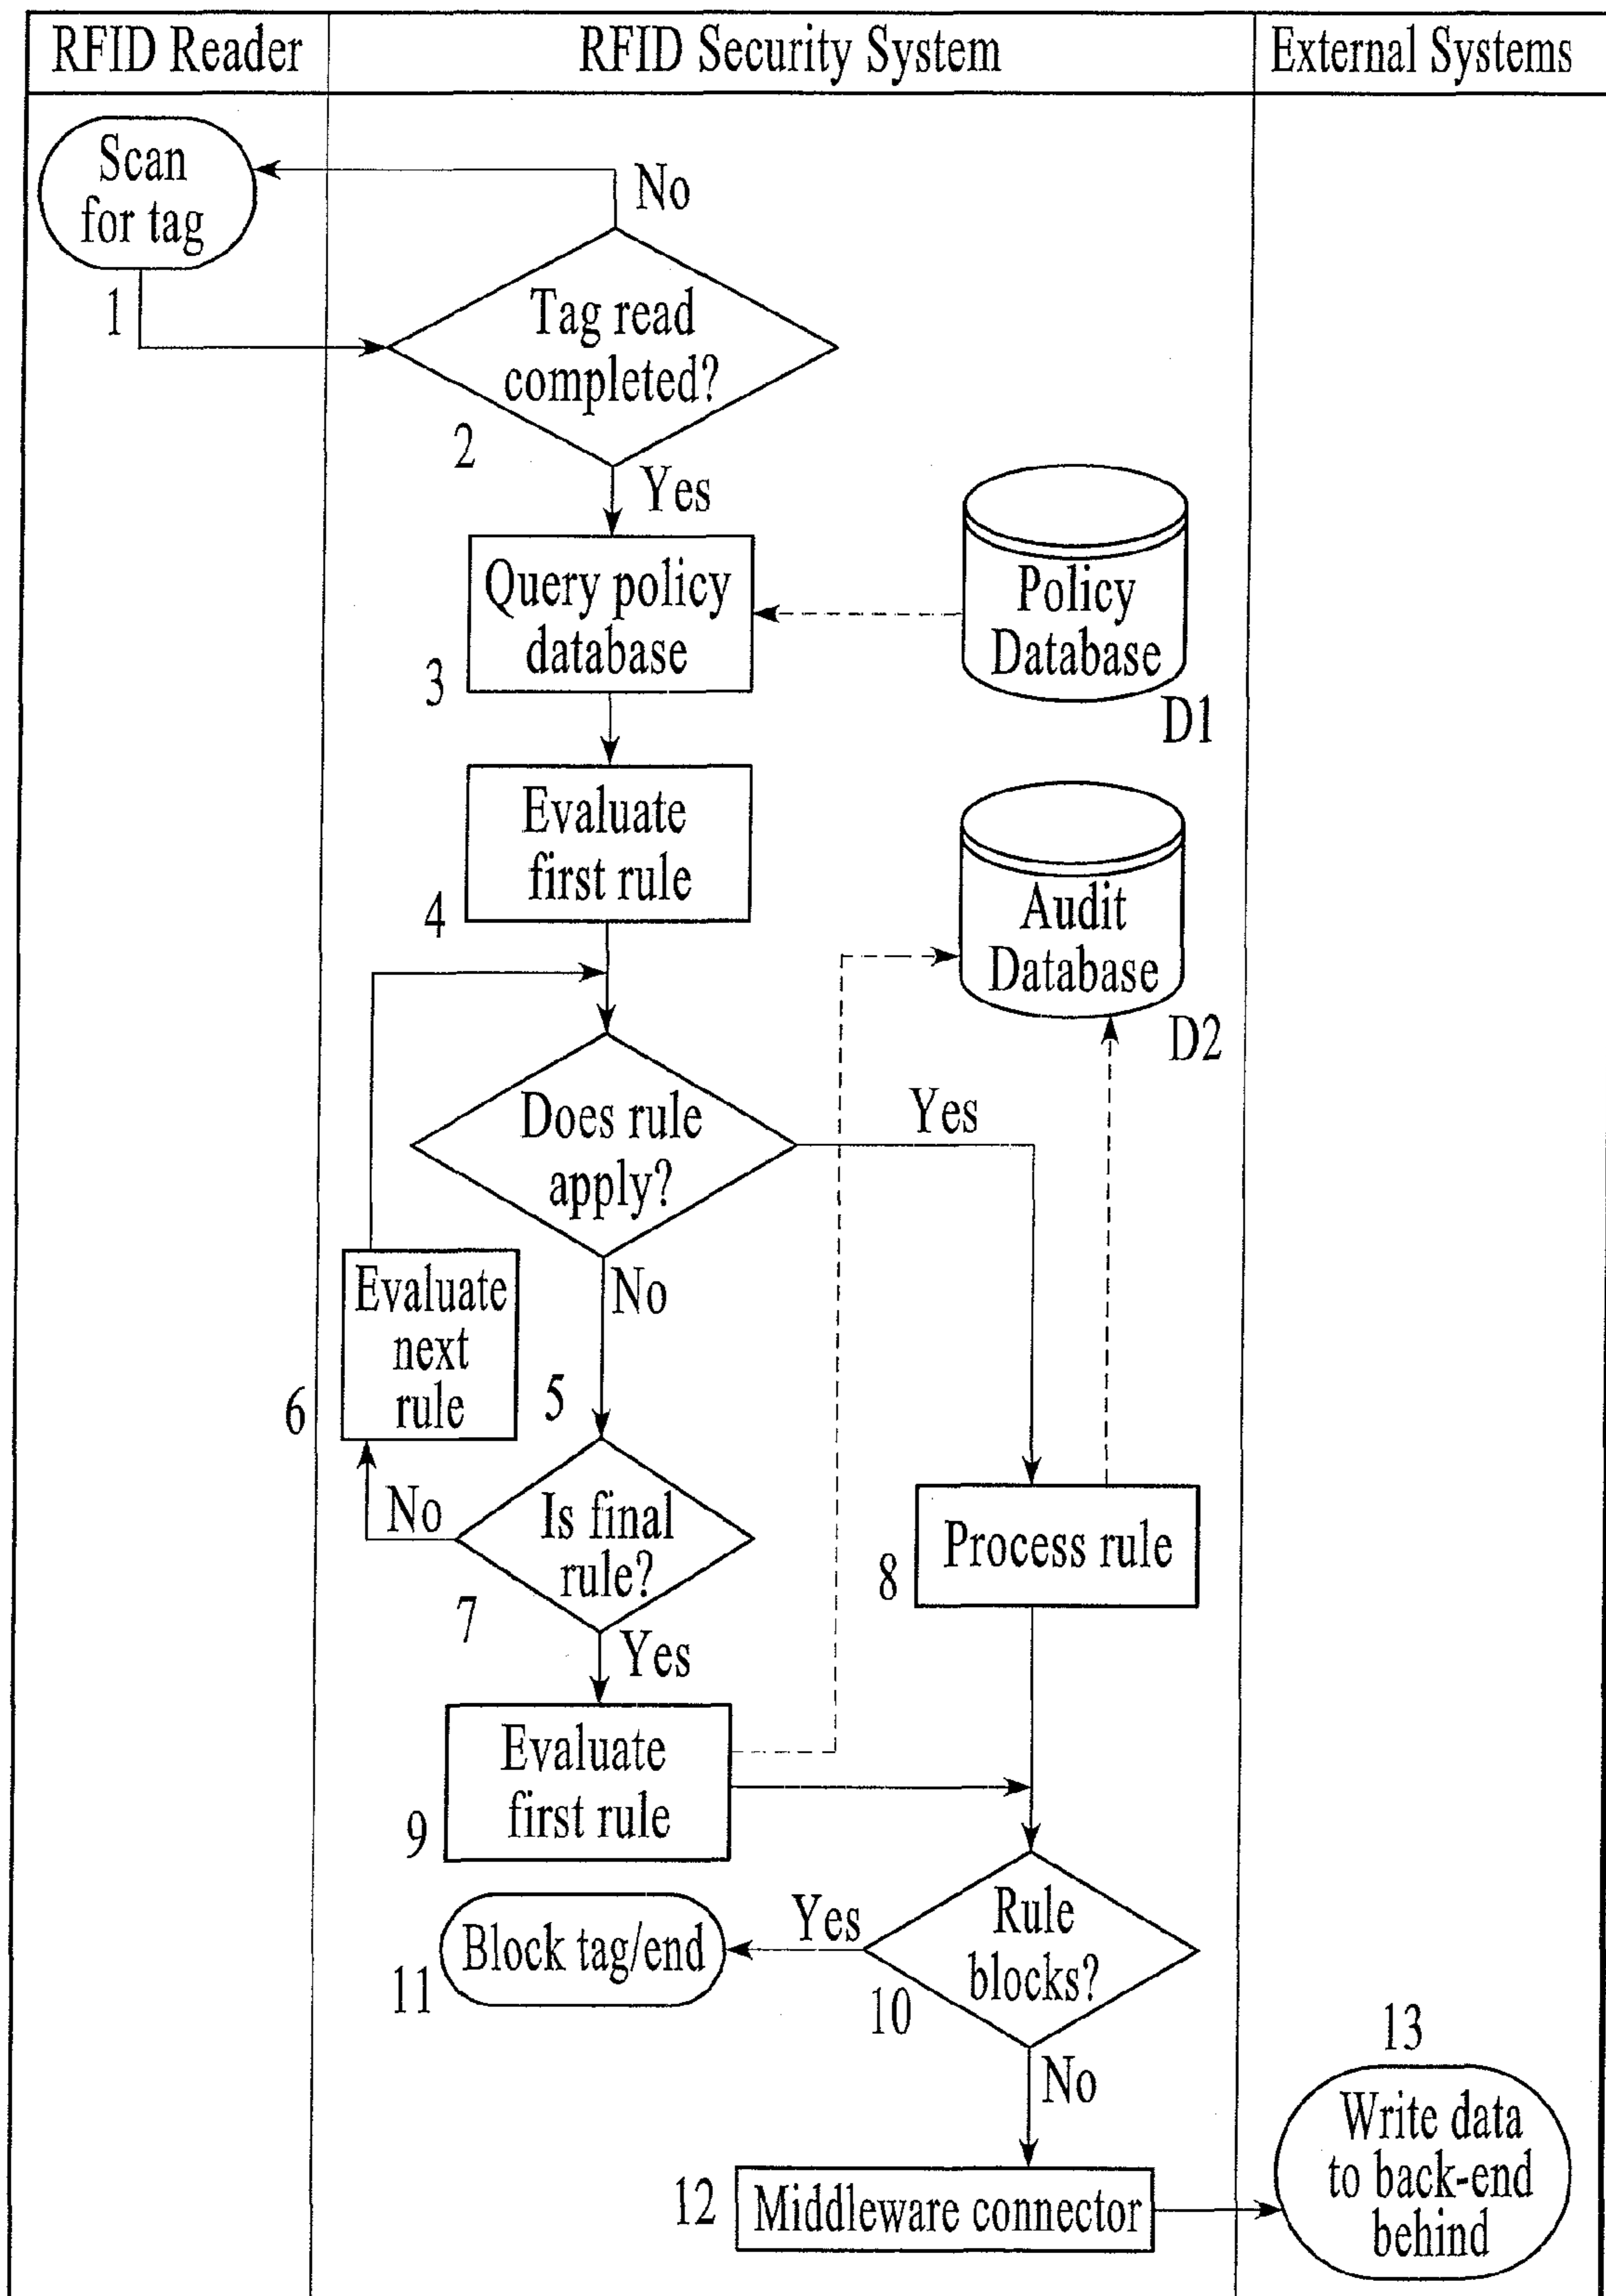 RFID Reader
RFID Security System
External Systems
Scan
for tag
1
No
Tag read
completed?
2
Yes
Query policy
database
3
Policy
Database
D1
Evaluate
first rule
4
Audit
Database
D2
Does rule
apply?
Yes
No
5
Evaluate
next
rule
6
No
Is final
rule?
7
Yes
Process rule
8
Evaluate
first rule
9
Rule
blocks?
10
Yes
Block tag/end
11
No
Middleware connector
12
13
Write data
to back-end
behind